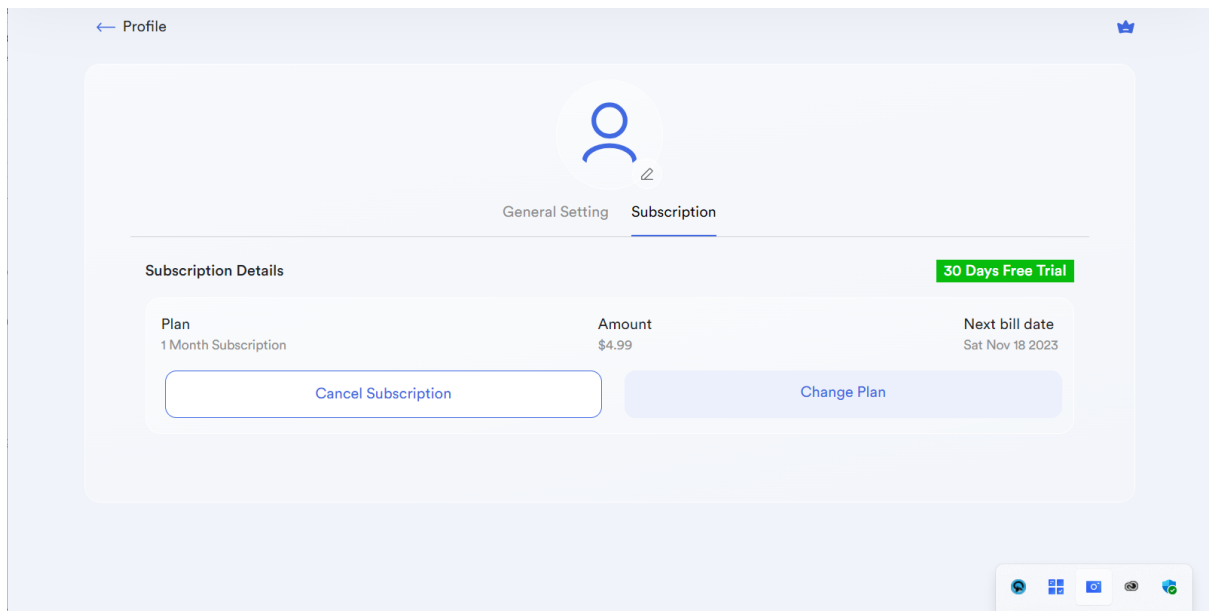 Profile
General Setting Subscription
Subscription Details 30 Days Free Trial
Plan Amount Next bill date
1 Month Subscription $4.99 Sat Nov 18 2023
Cancel Subscription Change Plan